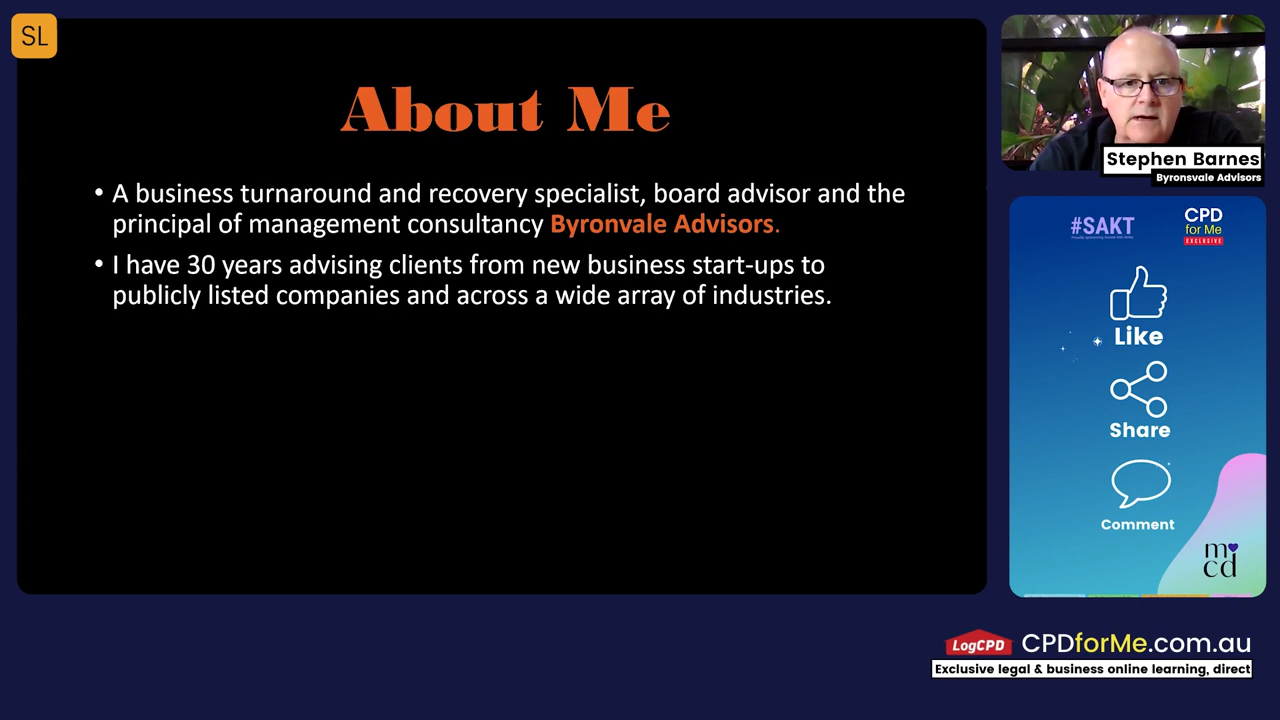 SL
About Me
• A business turnaround and recovery specialist, board advisor and the
principal of management consultancy Byronvale Advisors.
• I have 30 years advising clients from new business start-ups to
publicly listed companies and across a wide array of industries.
Stephen Barnes
Byronsvale Advisors
#SAKT
CPD
for Me
EXCLUSIVE
Like
Share
Comment
m
cd
LogCPD
CPDforMe.com.au
Exclusive legal & business online learning, direct